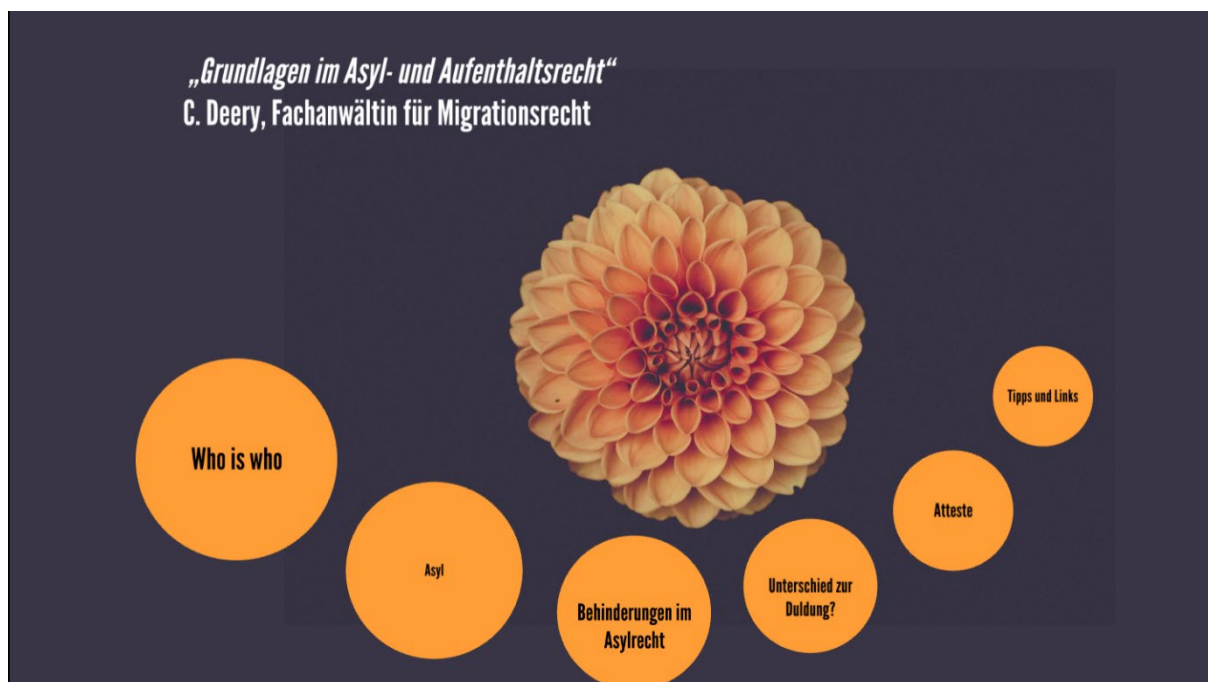 „Grundlagen im Asyl- und Aufenthaltsrecht“
C. Deery, Fachanwältin für Migrationsrecht
Who is who
Asyl
Behinderungen im
Asylrecht
Unterschied zur
Duldung?
Atteste
Tipps und Links